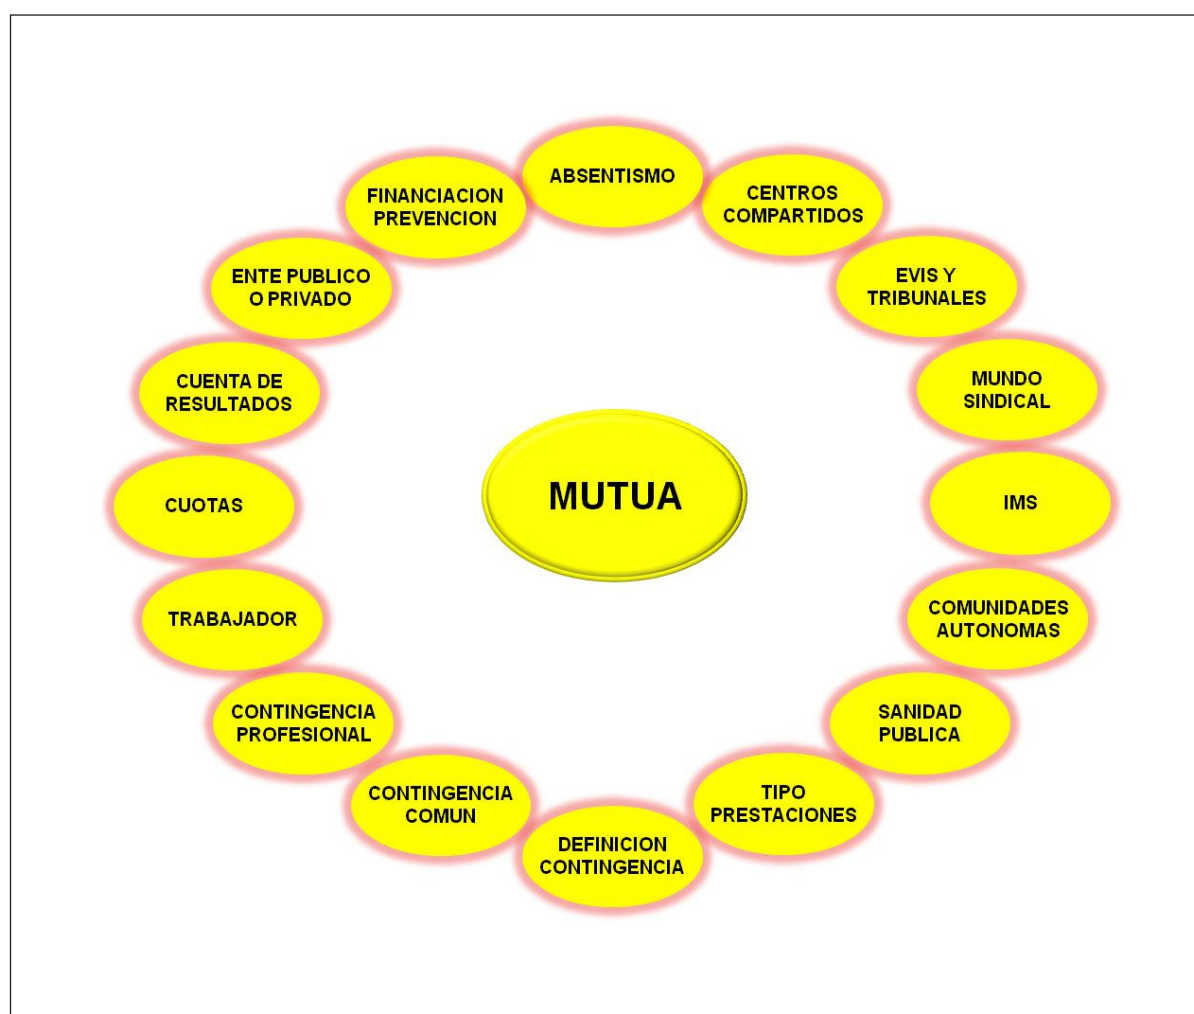 ABSENTISMO
CENTROS
COMPARTIDOS
EVIS Y
TRIBUNALES
MUNDO
SINDICAL
IMS
COMUNIDADES
AUTONOMAS
SANIDAD
PUBLICA
TIPO
PRESTACIONES
DEFINICION
CONTINGENCIA
CONTINGENCIA
COMUN
CONTINGENCIA
PROFESIONAL
TRABAJADOR
CUOTAS
CUENTA DE
RESULTADOS
ENTE PUBLICO
O PRIVADO
FINANCIACION
PREVENCION
MUTUA